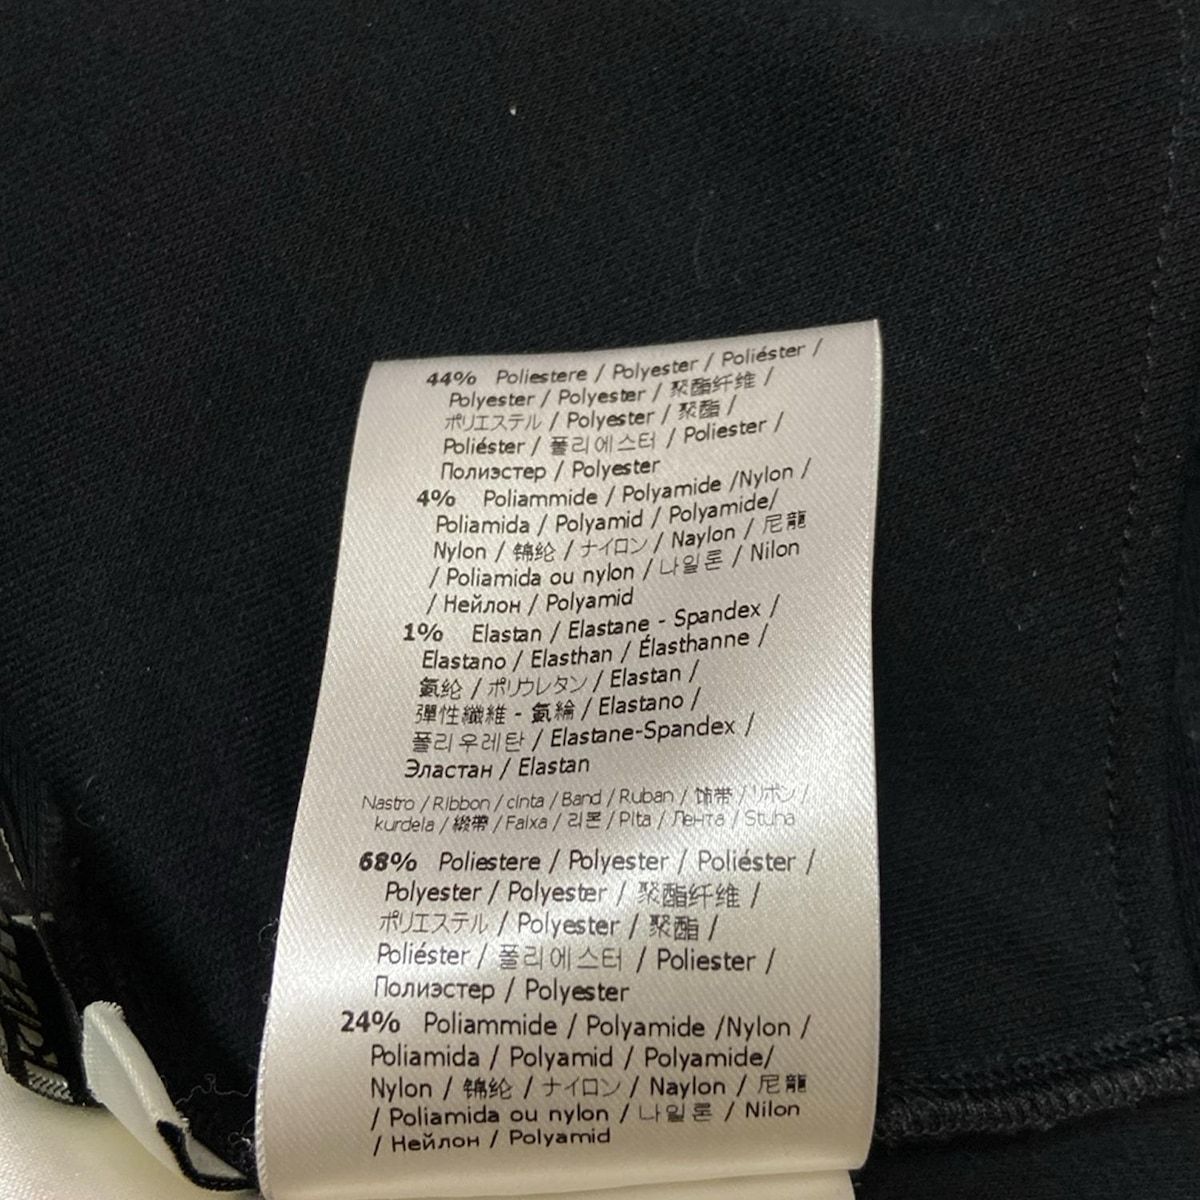 44% Poliestere / Polyester / Poliéster /
Polyester / Polyester / 聚酯纤维 /
ポリエステル / Polyester / 聚酯 /
Poliéster / 폴리에스터 / Poliester /
Полиэстер / Polyester
4% Poliammide / Polyamide /Nylon /
Poliamida / Polyamid / Polyamide/
Nylon / 锦纶 / ナイロン / Naylon / 尼龍
/ Poliamida ou nylon / 나일론 / Nilon
/ Нейлон / Polyamid
1% Elastan / Elastane - Spandex /
Elastano / Elasthan / Élasthanne /
氨纶 / ポリウレタン / Elastan /
彈性纖維 - 氨綸 / Elastano /
폴리우레탄 / Elastane-Spandex /
Эластан / Elastan
Nastro / Ribbon / cinta / Band / Ruban / 饰带 / リボン /
kurdela / 緞帶 / Faixa / 리본 / Pita / Лента / Stuha
68% Poliestere / Polyester / Poliéster /
Polyester / Polyester / 聚酯纤维 /
ポリエステル / Polyester / 聚酯 /
Poliéster / 폴리에스터 / Poliester /
Полиэстер / Polyester
24% Poliammide / Polyamide /Nylon /
Poliamida / Polyamid / Polyamide/
Nylon / 锦纶 / ナイロン / Naylon / 尼龍
/ Poliamida ou nylon / 나일론 / Nilon
/ Нейлон / Polyamid